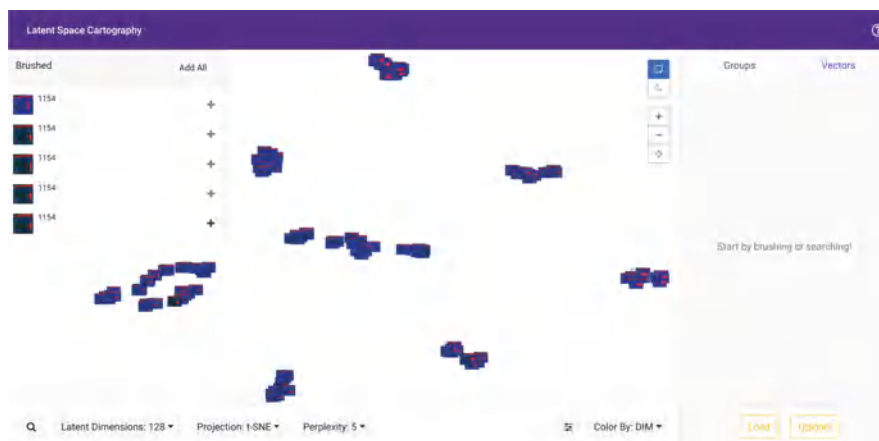 Latent Space Cartography
Brushed
Add All
Groups
Vectors
1154
1154
1154
1154
1154
Start by brushing or searching!
Latent Dimensions: 128
Projection: t-SNE
Perplexity: 5
Color By: DIM
Load